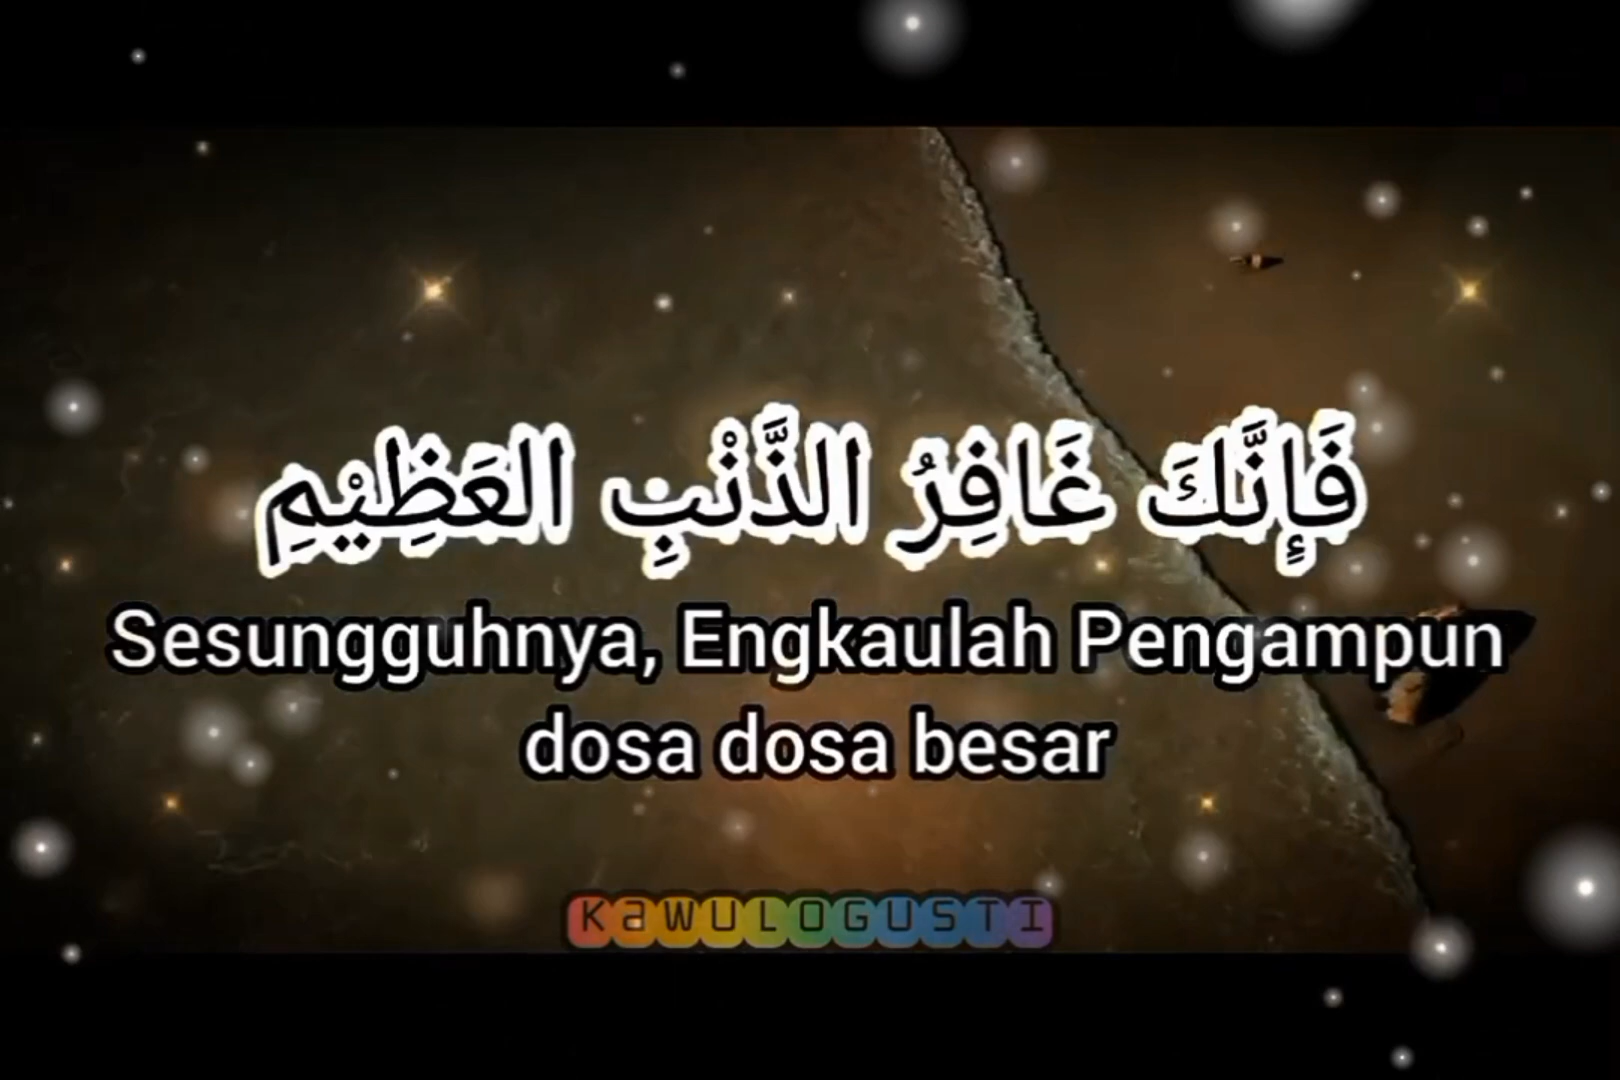 فَإِنَّكَ غَافِرُ الذَّنْبِ العَظِيْمِ
Sesungguhnya, Engkaulah Pengampun
dosa dosa besar
KaWULOGUSTI